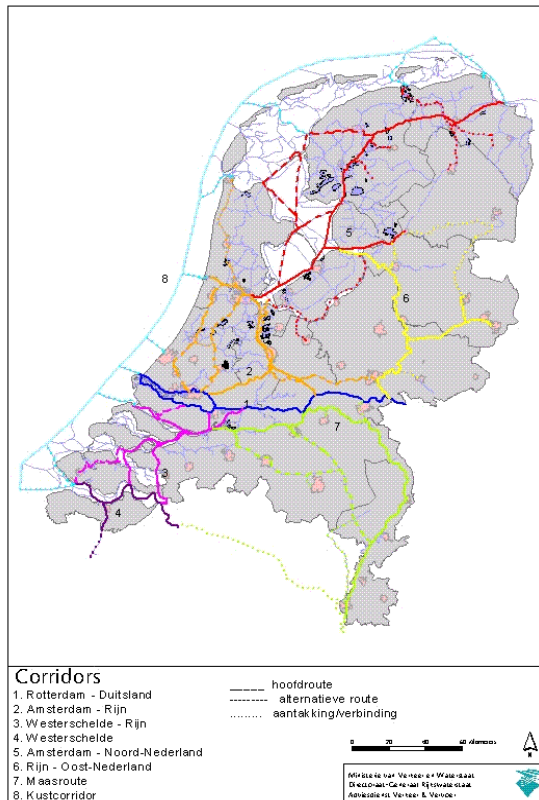 8
5
6
2
1
7
3
4
Corridors
1. Rotterdam - Duitsland
2. Amsterdam - Rijn
3. Westerschelde - Rijn
4. Westerschelde
5. Amsterdam - Noord-Nederland
6. Rijn - Oost-Nederland
7. Maasroute
8. Kustcorridor
hoofdroute
alternatieve route
aantakking/verbinding
0 20 40 60 Kilometers
N
Ministerie van Verkeer en Waterstaat
Directoraat-Generaal Rijkswaterstaat
Adviesdienst Verkeer & Vervoer